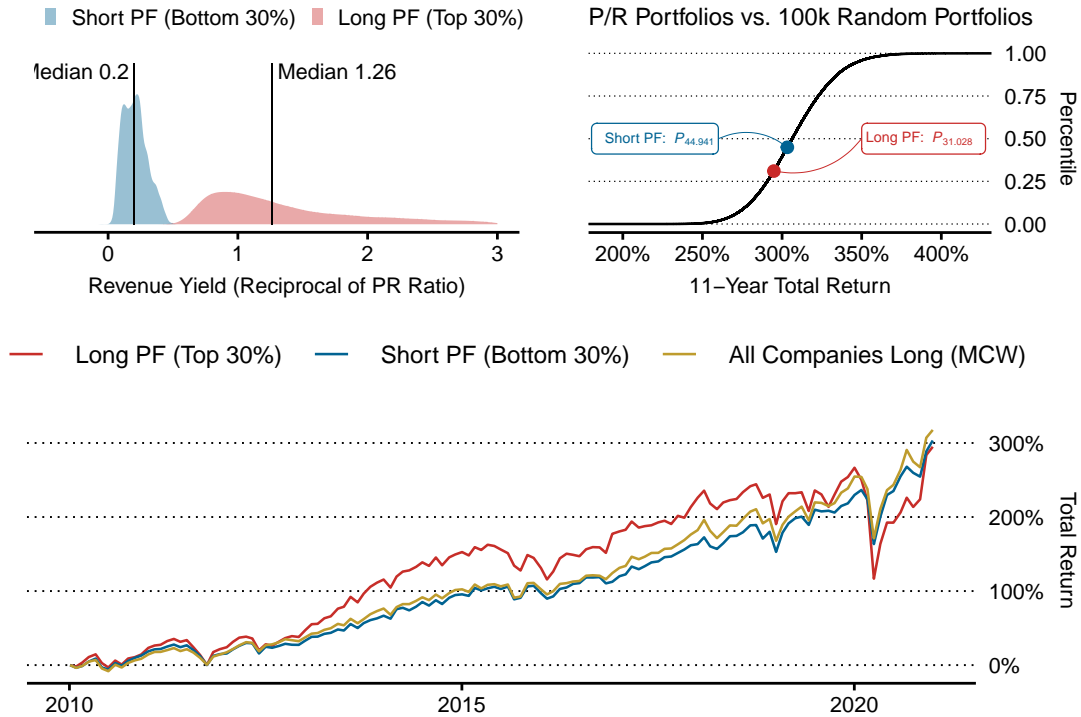 Short PF (Bottom 30%) Long PF (Top 30%)
Median 0.2 Median 1.26
0 1 2 3
Revenue Yield (Reciprocal of PR Ratio)
P/R Portfolios vs. 100k Random Portfolios
1.00
0.75
0.50
0.25
0.00
Percentile
Short PF: P44.941
Long PF: P31.028
200% 250% 300% 350% 400%
11−Year Total Return
Long PF (Top 30%) Short PF (Bottom 30%) All Companies Long (MCW)
300%
200%
100%
0%
Total Return
2010 2015 2020